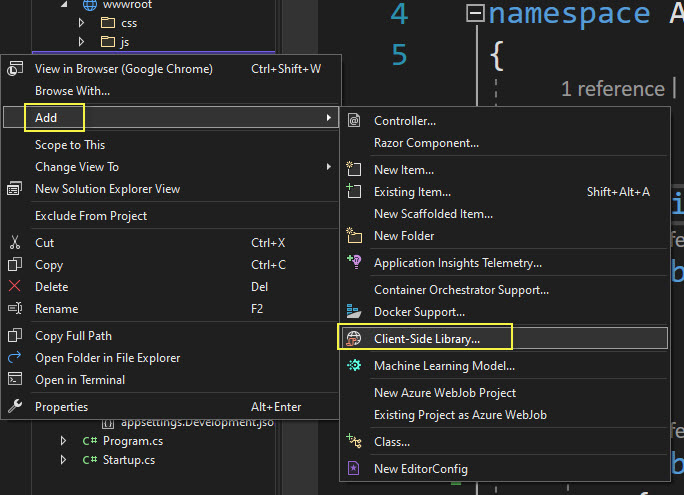 wwwroot
css
js
View in Browser (Google Chrome) Ctrl+Shift+W
Browse With...
Add
Scope to This
Change View To
New Solution Explorer View
Exclude From Project
Cut Ctrl+X
Copy Ctrl+C
Delete Del
Rename F2
Copy Full Path
Open Folder in File Explorer
Open in Terminal
Properties Alt+Enter
appsettings.Development.jso
C# Program.cs
C# Startup.cs
Controller...
Razor Component...
New Item...
Existing Item... Shift+Alt+A
New Scaffolded Item...
New Folder
Application Insights Telemetry...
Container Orchestrator Support...
Docker Support...
Client-Side Library...
Machine Learning Model...
New Azure WebJob Project
Existing Project as Azure WebJob
Class...
New EditorConfig
4 namespace A
5 {
1 reference |